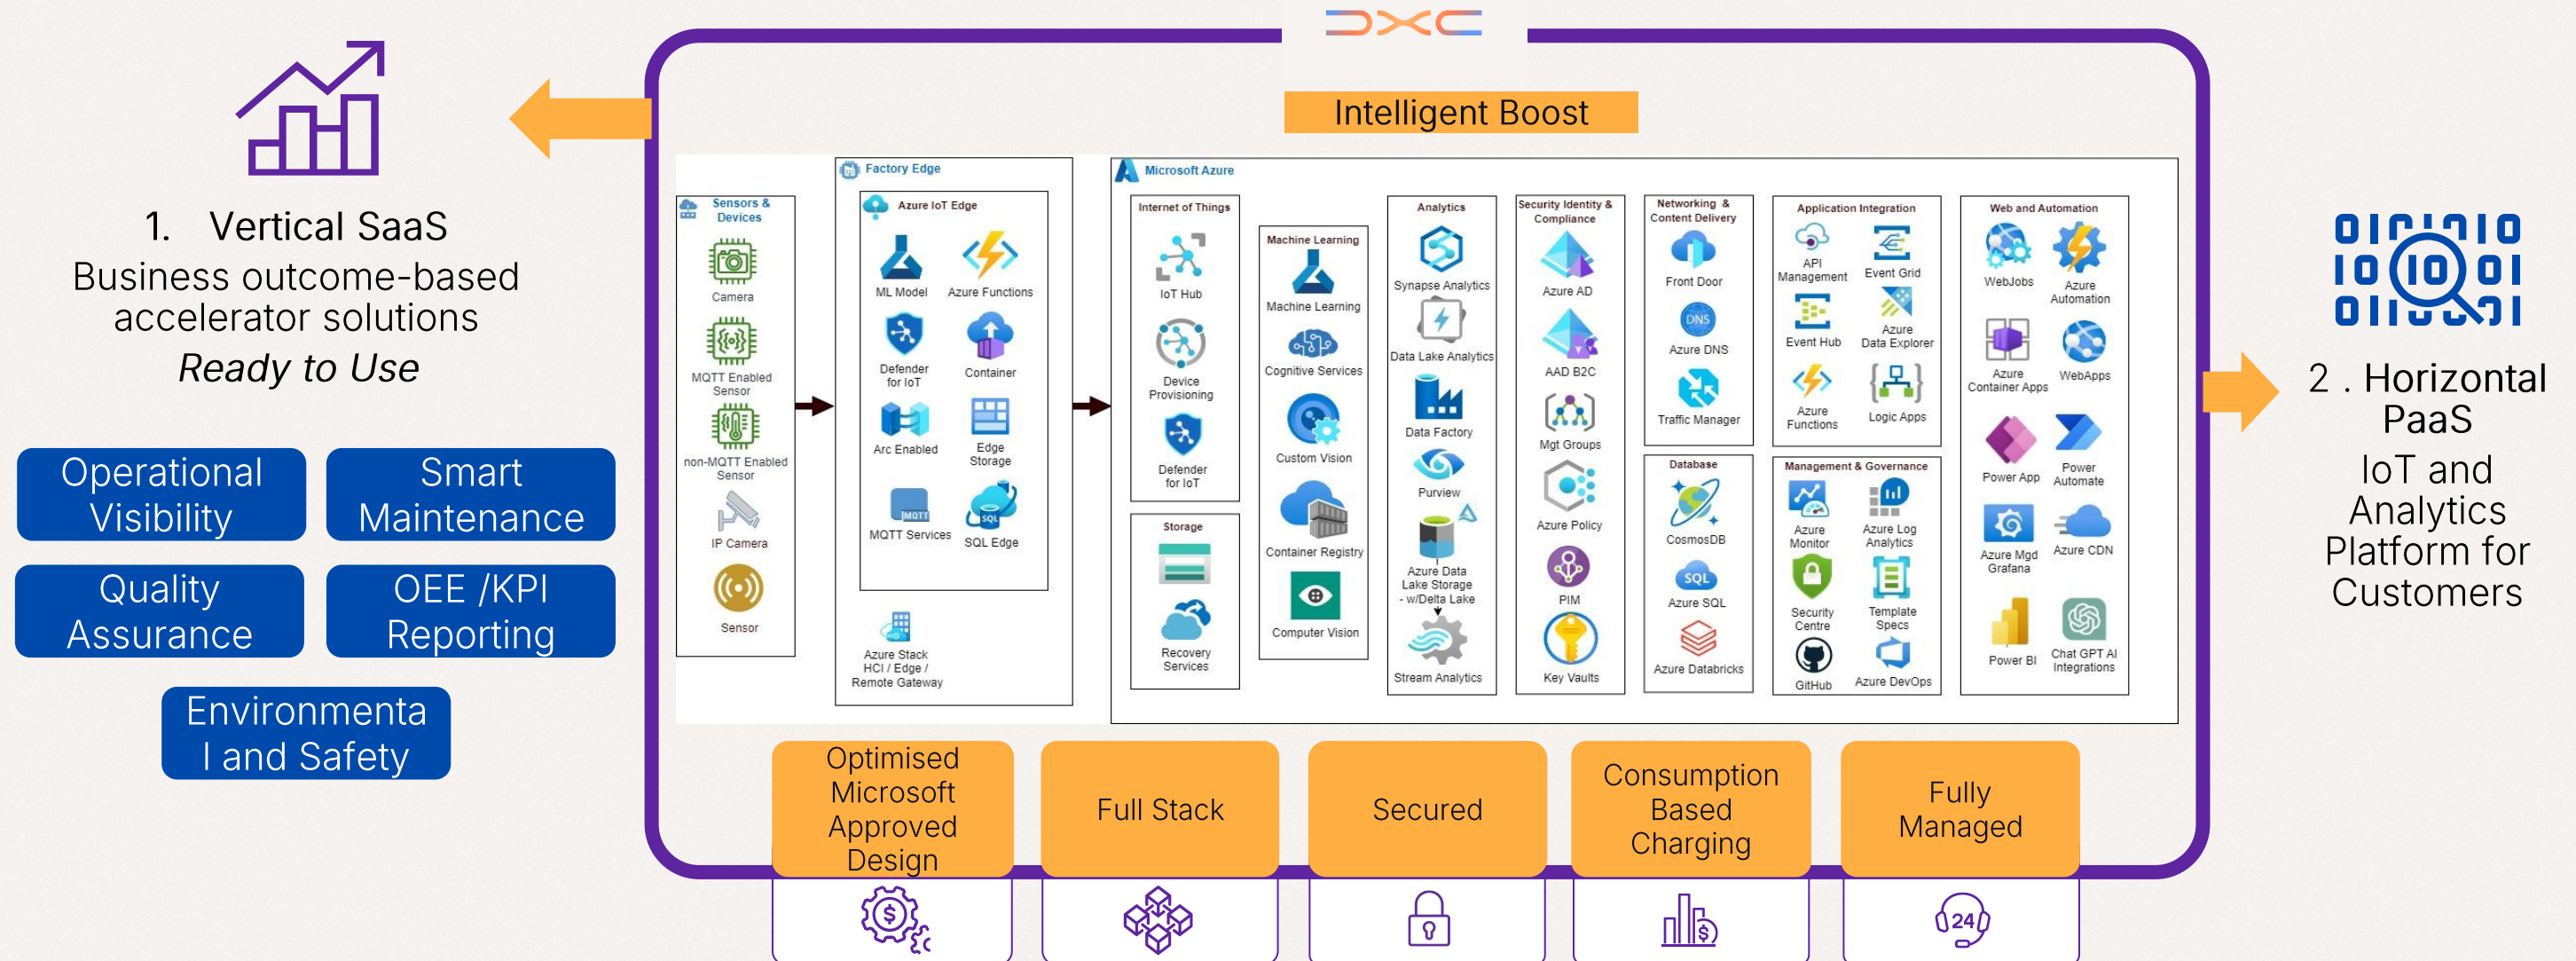 DXC
Intelligent Boost
1. Vertical SaaS
Business outcome-based
accelerator solutions
Ready to Use
Operational
Visibility
Smart
Maintenance
Quality
Assurance
OEE /KPI
Reporting
Environmenta
l and Safety
Sensors &
Devices
Camera
MQTT Enabled
Sensor
non-MQTT Enabled
Sensor
IP Camera
Sensor
Factory Edge
Azure IoT Edge
ML Model
Azure Functions
Defender
for IoT
Container
Arc Enabled
Edge
Storage
MQTT
MQTT Services
SQL
SQL Edge
Azure Stack
HCI / Edge /
Remote Gateway
Microsoft Azure
Internet of Things
IoT Hub
Device
Provisioning
Defender
for IoT
Storage
Recovery
Services
Machine Learning
Machine Learning
Cognitive Services
Custom Vision
Container Registry
Computer Vision
Analytics
Synapse Analytics
Data Lake Analytics
Data Factory
Purview
Azure Data
Lake Storage
- w/Delta Lake
Stream Analytics
Security Identity &
Compliance
Azure AD
AAD B2C
Mgt Groups
Azure Policy
PIM
Key Vaults
Networking &
Content Delivery
Front Door
DNS
Azure DNS
Traffic Manager
Database
CosmosDB
SQL
Azure SQL
Azure Databricks
Application Integration
API
Management
Event Grid
Event Hub
Azure
Data Explorer
Azure
Functions
Logic Apps
Management & Governance
Azure
Monitor
Azure Log
Analytics
Security
Centre
Template
Specs
GitHub
Azure DevOps
Web and Automation
WebJobs
Azure
Automation
Azure
Container Apps
WebApps
Power App
Power
Automate
Azure Mgd
Grafana
Azure CDN
Power BI
Chat GPT AI
Integrations
2 . Horizontal
PaaS
IoT and
Analytics
Platform for
Customers
Optimised
Microsoft
Approved
Design
Full Stack
Secured
Consumption
Based
Charging
Fully
Managed
$
$
24